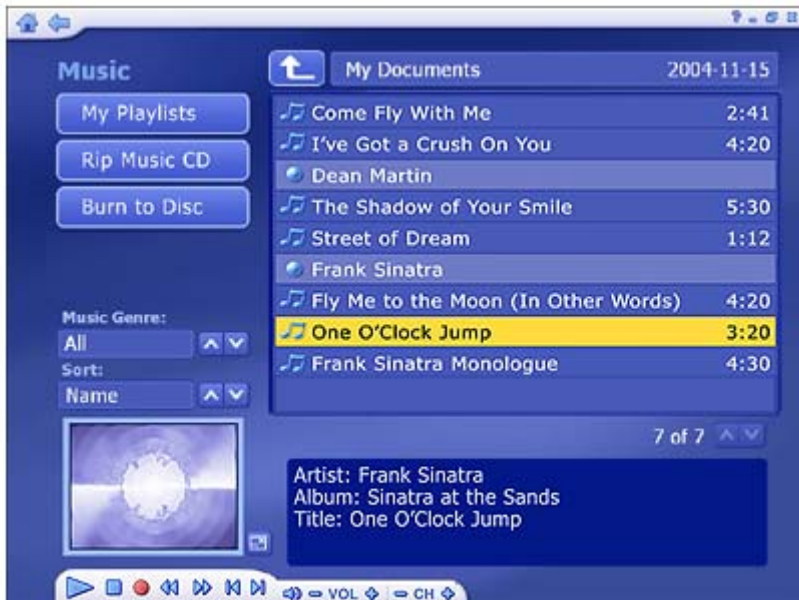 Music
My Documents 2004-11-15
My Playlists
Rip Music CD
Burn to Disc
Come Fly With Me 2:41
I've Got a Crush On You 4:20
Dean Martin
The Shadow of Your Smile 5:30
Street of Dream 1:12
Frank Sinatra
Fly Me to the Moon (In Other Words) 4:20
One O'Clock Jump 3:20
Frank Sinatra Monologue 4:30
Music Genre:
All
Sort:
Name
7 of 7
Artist: Frank Sinatra
Album: Sinatra at the Sands
Title: One O'Clock Jump
VOL CH